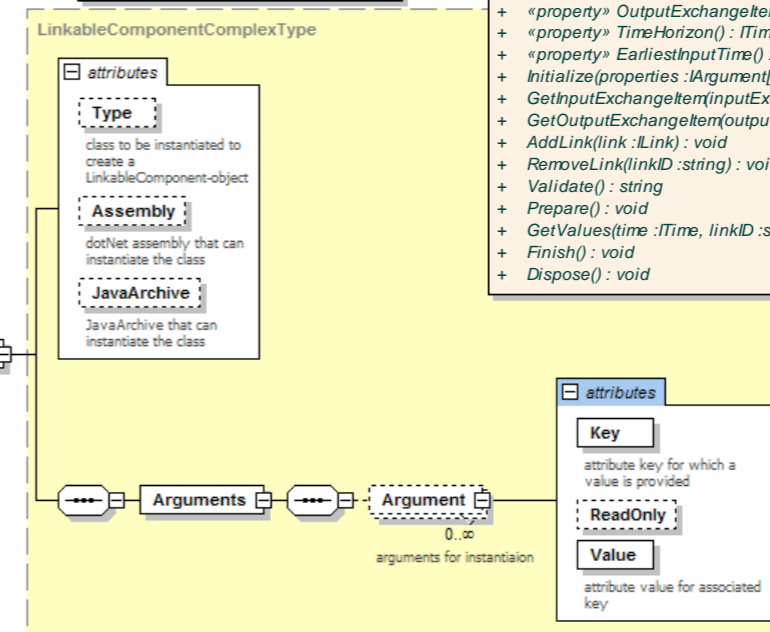 LinkableComponentComplexType
attributes
Type
class to be instantiated to
create a
LinkableComponent-object
Assembly
dotNet assembly that can
instantiate the class
JavaArchive
JavaArchive that can
instantiate the class
+ «property» OutputExchangeIte
+ «property» TimeHorizon() : ITim
+ «property» EarliestInputTime() :
+ Initialize(properties :IArgument[
+ GetInputExchangeItem(inputEx
+ GetOutputExchangeItem(outpu
+ AddLink(link :ILink) : void
+ RemoveLink(linkID :string) : voi
+ Validate() : string
+ Prepare() : void
+ GetValues(time :ITime, linkID :s
+ Finish() : void
+ Dispose() : void
Arguments
Argument
0..∞
arguments for instantiaion
attributes
Key
attribute key for which a
value is provided
ReadOnly
Value
attribute value for associated
key